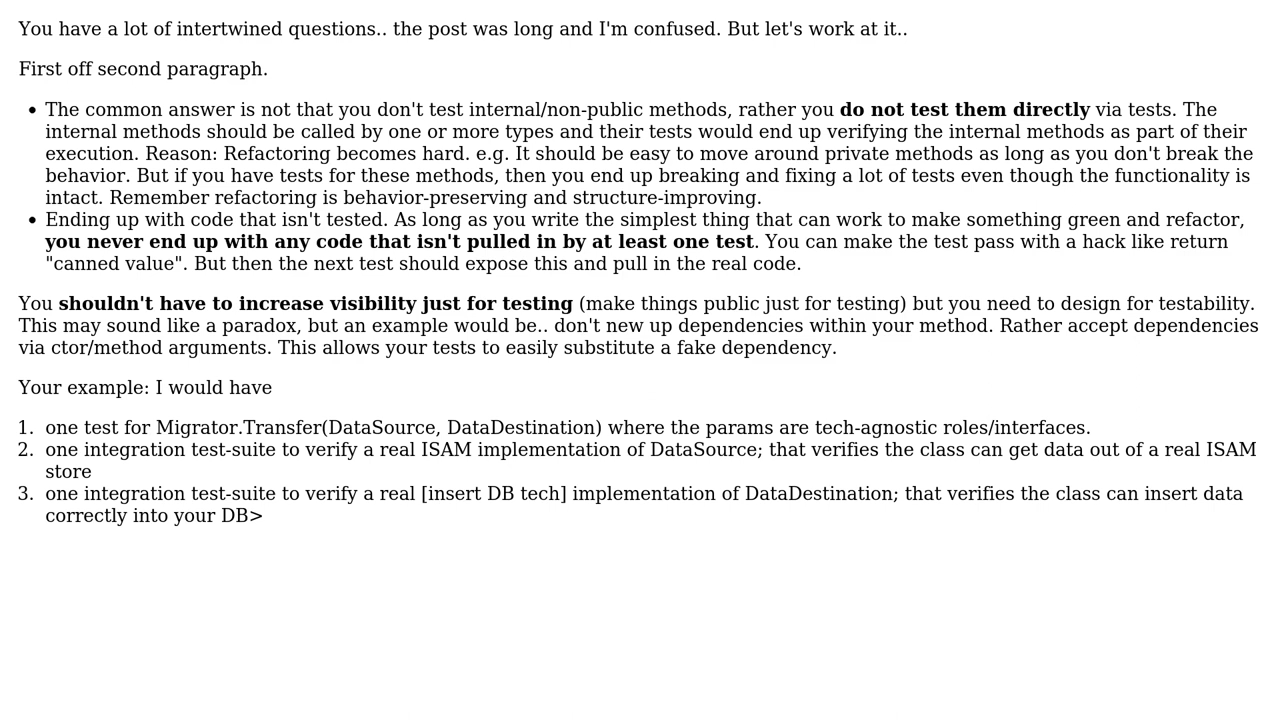 You have a lot of intertwined questions.. the post was long and I'm confused. But let's work at it..
First off second paragraph.
• The common answer is not that you don't test internal/non-public methods, rather you do not test them directly via tests. The
internal methods should be called by one or more types and their tests would end up verifying the internal methods as part of their
execution. Reason: Refactoring becomes hard. e.g. It should be easy to move around private methods as long as you don't break the
behavior. But if you have tests for these methods, then you end up breaking and fixing a lot of tests even though the functionality is
intact. Remember refactoring is behavior-preserving and structure-improving.
• Ending up with code that isn't tested. As long as you write the simplest thing that can work to make something green and refactor,
you never end up with any code that isn't pulled in by at least one test. You can make the test pass with a hack like return
"canned value". But then the next test should expose this and pull in the real code.
You shouldn't have to increase visibility just for testing (make things public just for testing) but you need to design for testability.
This may sound like a paradox, but an example would be.. don't new up dependencies within your method. Rather accept dependencies
via ctor/method arguments. This allows your tests to easily substitute a fake dependency.
Your example: I would have
1. one test for Migrator.Transfer(DataSource, DataDestination) where the params are tech-agnostic roles/interfaces.
2. one integration test-suite to verify a real ISAM implementation of DataSource; that verifies the class can get data out of a real ISAM
store
3. one integration test-suite to verify a real [insert DB tech] implementation of DataDestination; that verifies the class can insert data
correctly into your DB>